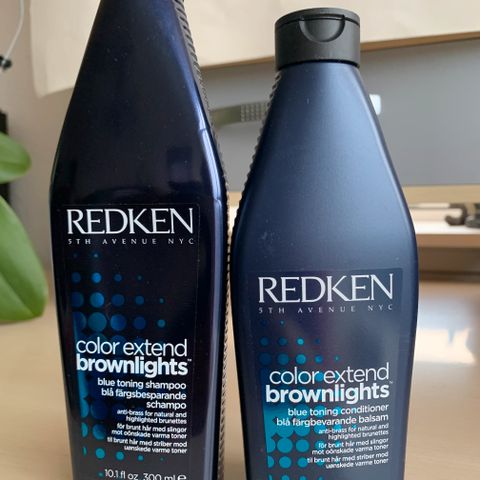 REDKEN
5TH AVENUE NYC
color extend
brownlights™
blue toning shampoo
blå färgsbesparande
schampo
anti-brass for natural and
highlighted brunettes
för brunt hår med slingor
mot oönskade varma toner
til brunt hår med striber mod
uønskede varme toner
10.1 fl oz 300 ml e
REDKEN
5TH AVENUE NYC
color extend
brownlights™
blue toning conditioner
blå färgbevarande balsam
anti-brass for natural and
highlighted brunettes
för brunt hår med slingor
mot oönskade varma toner
til brunt hår med striber mod
uønskede varme toner